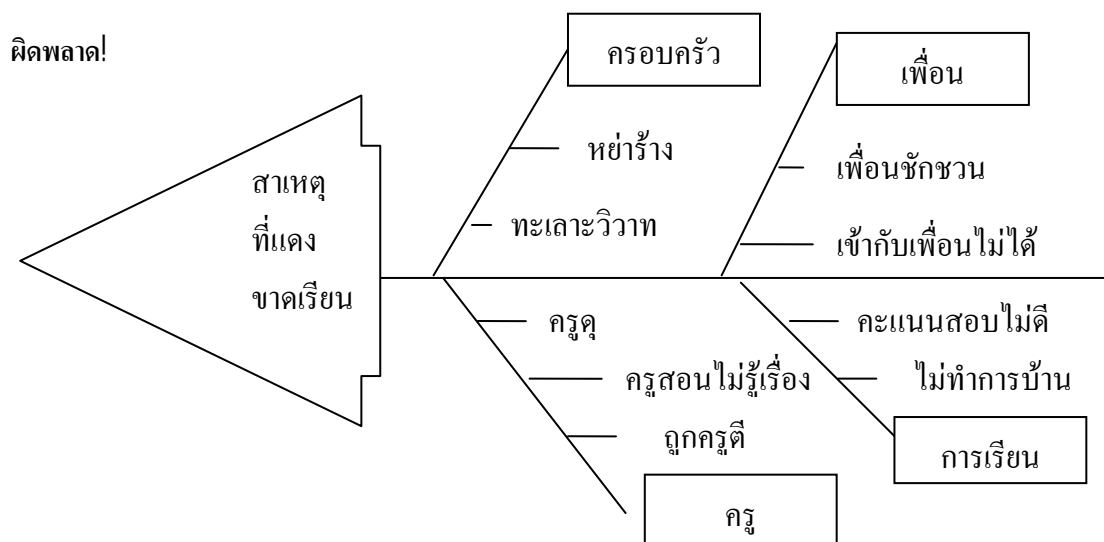 ผิดพลาด!
ครอบครัว
เพื่อน
หย่าร้าง
เพื่อนชักชวน
ทะเลาะวิวาท
เข้ากับเพื่อนไม่ได้
สาเหตุ
ที่แดง
ขาดเรียน
ครูดุ
คะแนนสอบไม่ดี
ครูสอนไม่รู้เรื่อง
ไม่ทำการบ้าน
ถูกครูตี
การเรียน
ครู